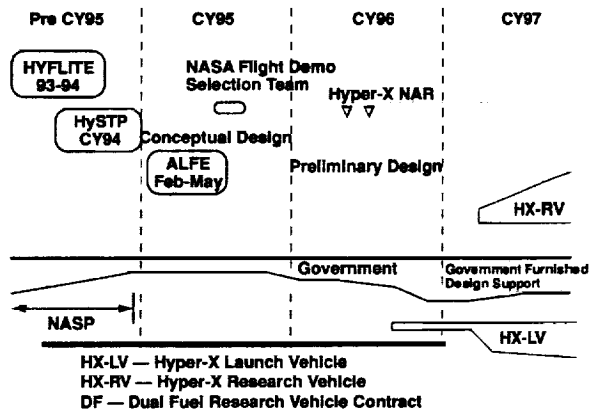 Pre CY95 CY95 CY96 CY97
HYFLITE
93-94
NASA Flight Demo
Selection Team
Hyper-X NAR
HySTP
CY94
Conceptual Design
ALFE
Feb-May
Preliminary Design
HX-RV
Government
Government Furnished
Design Support
NASP
HX-LV
HX-LV — Hyper-X Launch Vehicle
HX-RV — Hyper-X Research Vehicle
DF — Dual Fuel Research Vehicle Contract